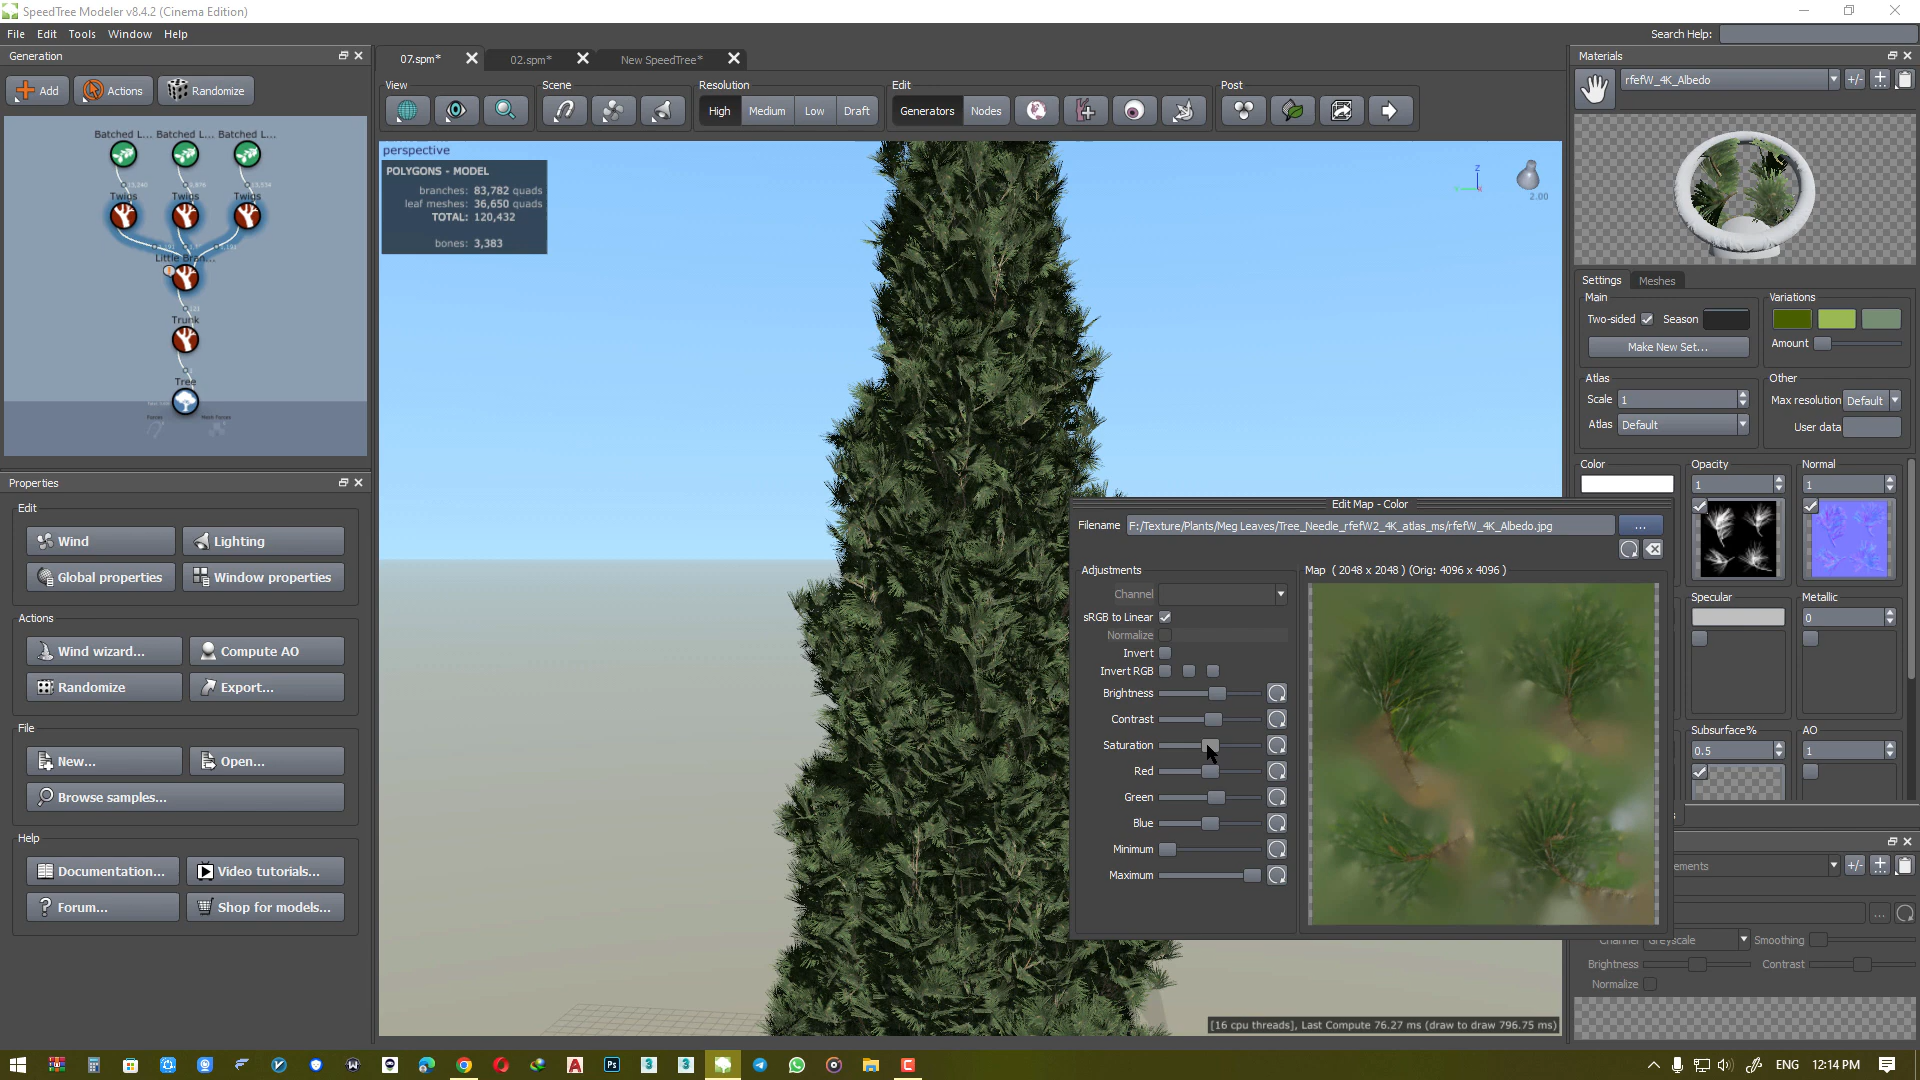 SpeedTree Modeler v8.4.2 (Cinema Edition)
File Edit Tools Window Help
Search Help:
Generation
Add Actions Randomize
Batched L... Batched L... Batched L...
Twigs Twigs Twigs
Little Bran...
Trunk
Tree
Properties
Edit
Wind Lighting
Global properties Window properties
Actions
Wind wizard... Compute AO
Randomize Export...
File
New... Open...
Browse samples...
Help
Documentation... Video tutorials...
Forum... Shop for models...
07.spm* 02.spm* New SpeedTree*
View Scene Resolution Edit Post
High Medium Low Draft Generators Nodes
perspective
POLYGONS - MODEL
branches: 83,782 quads
leaf meshes: 36,650 quads
TOTAL: 120,432
bones: 3,383
Z
2.00
Edit Map - Color
Filename F:/Texture/Plants/Meg Leaves/Tree_Needle_rfefW2_4K_atlas_ms/rfefW_4K_Albedo.jpg ...
Adjustments
Map ( 2048 x 2048 ) (Orig: 4096 x 4096 )
Channel
sRGB to Linear
Normalize
Invert
Invert RGB
Brightness
Contrast
Saturation
Red
Green
Blue
Minimum
Maximum
[16 cpu threads], Last Compute 76.27 ms (draw to draw 796.75 ms)
Materials
rfefW_4K_Albedo +/-
Settings Meshes
Main Variations
Two-sided Season
Make New Set... Amount
Atlas Other
Scale 1 Max resolution Default
Atlas Default User data
Color Opacity Normal
1 1
Specular Metallic
0
Subsurface% AO
0.5 1
ements +/-
...
Channel Greyscale Smoothing
Brightness Contrast
Normalize
ENG 12:14 PM